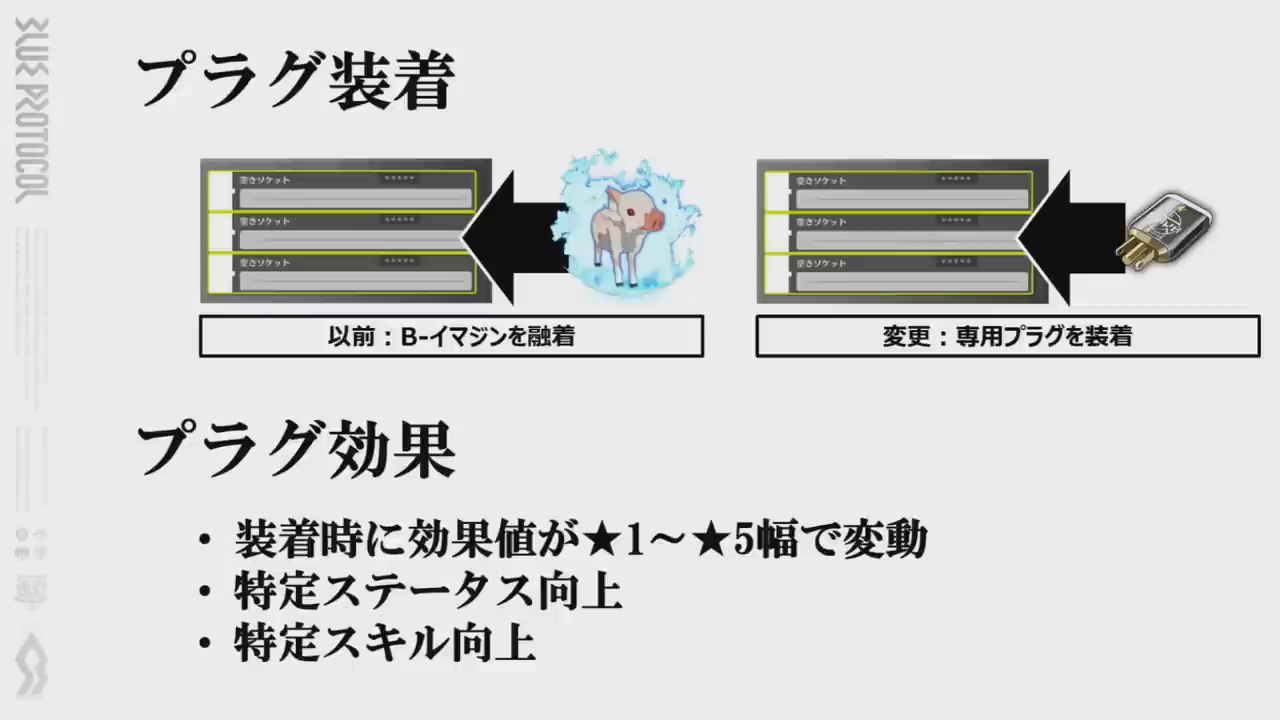 BLUE PROTOCOL
プラグ装着
空きソケット ★★★★★
空きソケット ★★★★★
空きソケット ★★★★★
空きソケット ★★★★★
空きソケット ★★★★★
空きソケット ★★★★★
以前：B-イマジンを融着
変更：専用プラグを装着
プラグ効果
・ 装着時に効果値が★1～★5幅で変動
・ 特定ステータス向上
・ 特定スキル向上